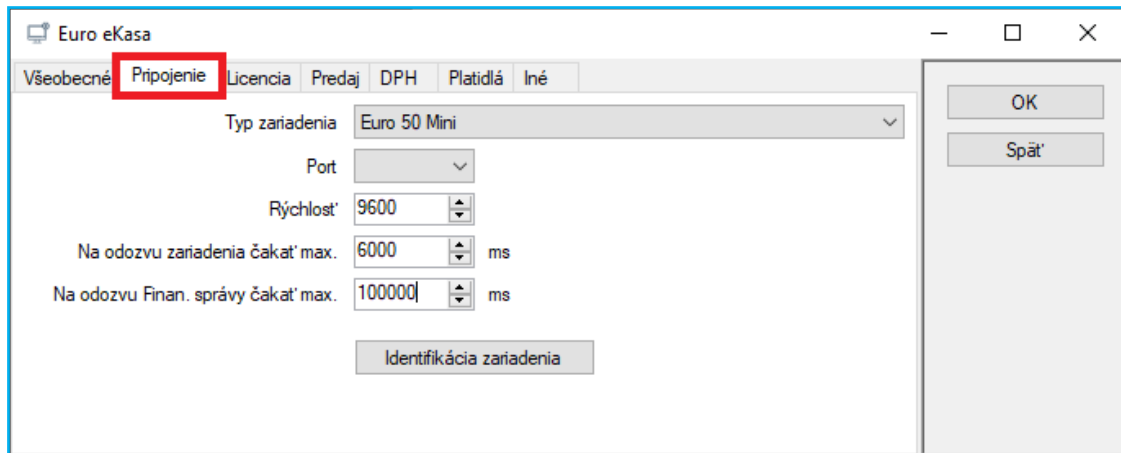 Euro eKasa
Všeobecné Pripojenie Licencia Predaj DPH Platidlá Iné
Typ zariadenia Euro 50 Mini
Port
Rýchlosť 9600
Na odozvu zariadenia čakať max. 6000 ms
Na odozvu Finan. správy čakať max. 100000 ms
Identifikácia zariadenia
OK
Späť